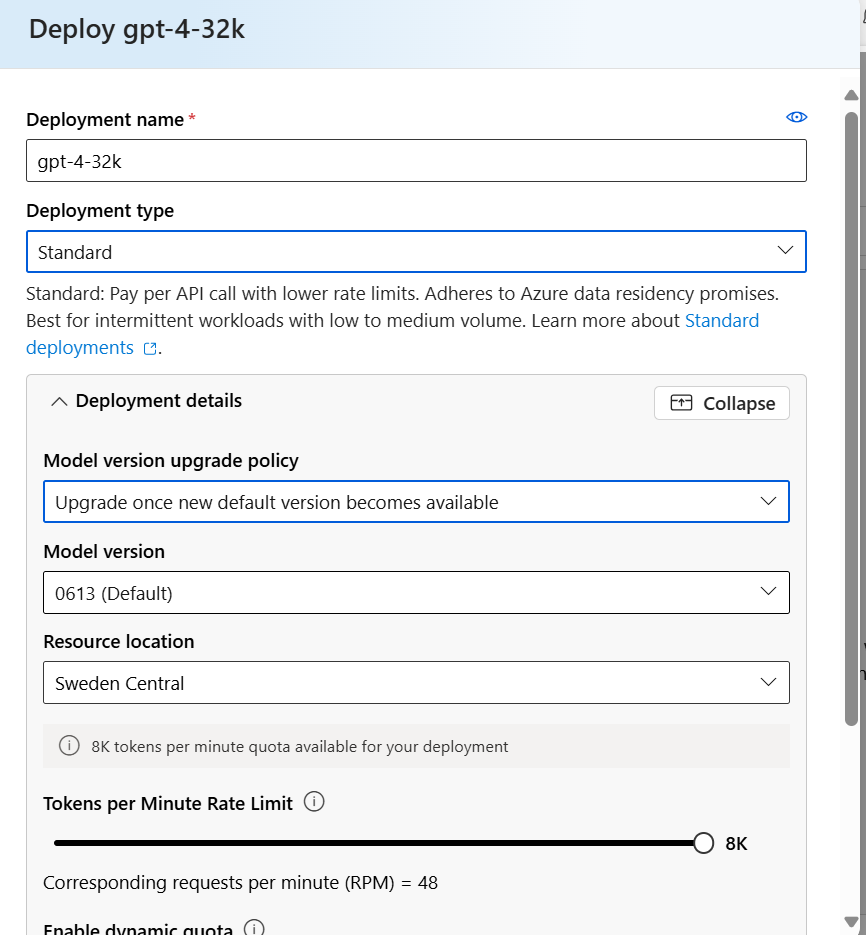 Deploy gpt-4-32k
Deployment name *
gpt-4-32k
Deployment type
Standard
Standard: Pay per API call with lower rate limits. Adheres to Azure data residency promises.
Best for intermittent workloads with low to medium volume. Learn more about Standard
deployments.
Deployment details
Collapse
Model version upgrade policy
Upgrade once new default version becomes available
Model version
0613 (Default)
Resource location
Sweden Central
8K tokens per minute quota available for your deployment
Tokens per Minute Rate Limit
8K
Corresponding requests per minute (RPM) = 48
Enable dynamic quota